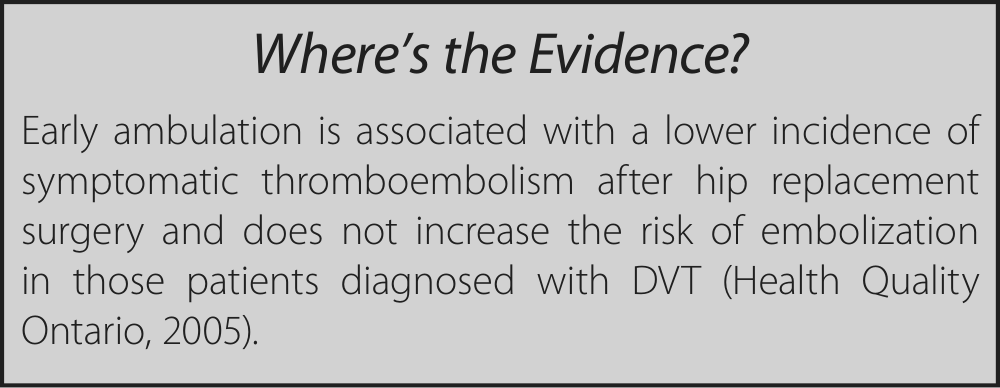 Where’s the Evidence?
Early ambulation is associated with a lower incidence of
symptomatic thromboembolism after hip replacement
surgery and does not increase the risk of embolization
in those patients diagnosed with DVT (Health Quality
Ontario, 2005).